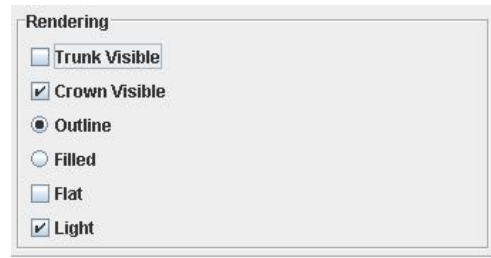 Rendering
Trunk Visible
Crown Visible
Outline
Filled
Flat
Light